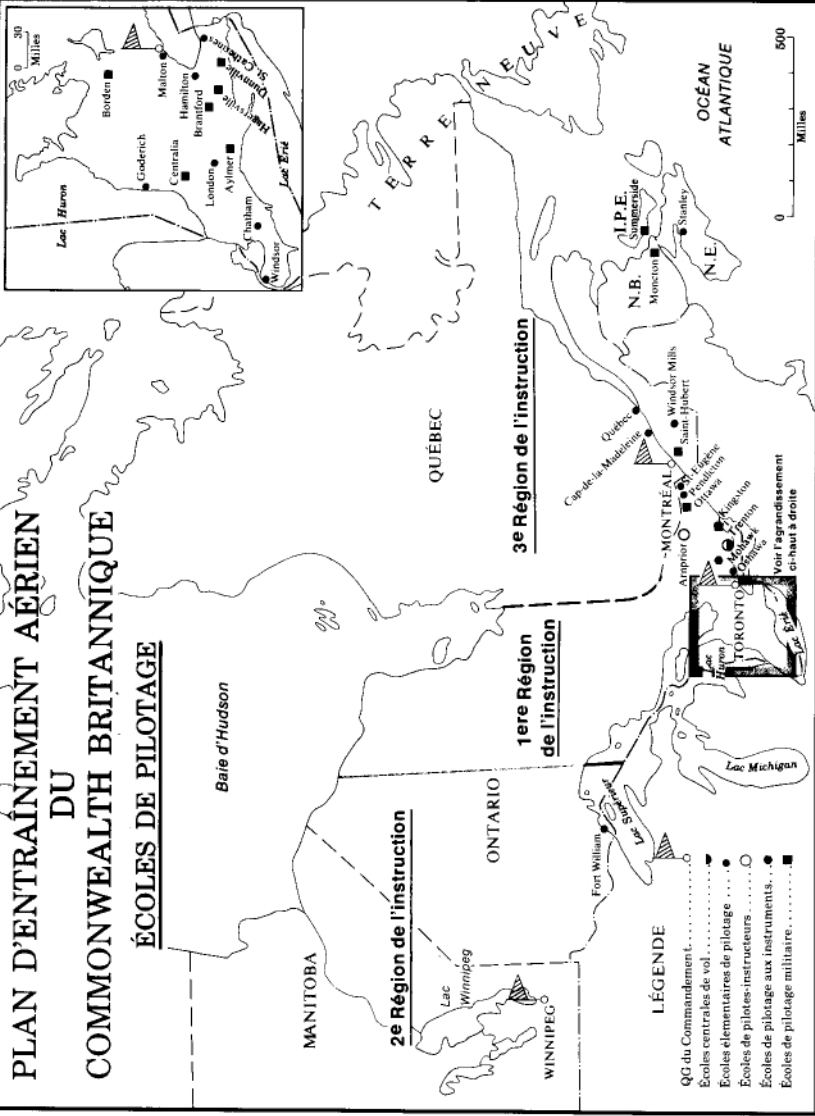 PLAN D'ENTRAÎNEMENT AÉRIEN
DU
COMMONWEALTH BRITANNIQUE
ÉCOLES DE PILOTAGE
Baie d'Hudson
MANITOBA
2e Région de l'instruction
Lac
Winnipeg
WINNIPEG
ONTARIO
1ere Région
de l'instruction
Fort William
Lac Supérieur
Lac Michigan
Lac
Huron
TORONTO
Lac Érié
Voir l'agrandissement
ci-haut à droite
QUÉBEC
3e Région de l'instruction
Québec
Cap-de-la-Madeleine
Windsor Mills
Saint-Hubert
MONTRÉAL
St. Eugène
Pendleton
Ottawa
Arnprior
Kingston
Trenton
Mohawk
Oshawa
TERRE NEUVE
I.P.E.
Summerside
N.B.
Moncton
Stanley
N.E.
OCÉAN
ATLANTIQUE
0 500
Milles
LÉGENDE
QG du Commandement
Écoles centrales de vol
Écoles élementaires de pilotage
Écoles de pilotes-instructeurs
Écoles de pilotage aux instruments
Écoles de pilotage militaire
0 30
Milles
Lac Huron
Borden
Goderich
Malton
Centralia
Hamilton
Brantford
St. Catherines
Dunnville
Hagersville
London
Aylmer
Lac Érié
Chatham
Windsor